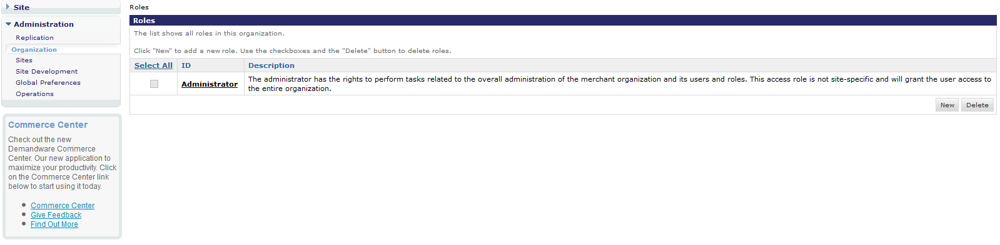 Site
Administration
Replication
Organization
Sites
Site Development
Global Preferences
Operations
Commerce Center
Check out the new
Demandware Commerce
Center. Our new application to
maximize your productivity. Click
on the Commerce Center link
below to start using it today.
Commerce Center
Give Feedback
Find Out More
Roles
Roles
The list shows all roles in this organization.
Click "New" to add a new role. Use the checkboxes and the "Delete" button to delete roles.
Select All ID Description
Administrator The administrator has the rights to perform tasks related to the overall administration of the merchant organization and its users and roles. This access role is not site-specific and will grant the user access to
the entire organization.
New Delete